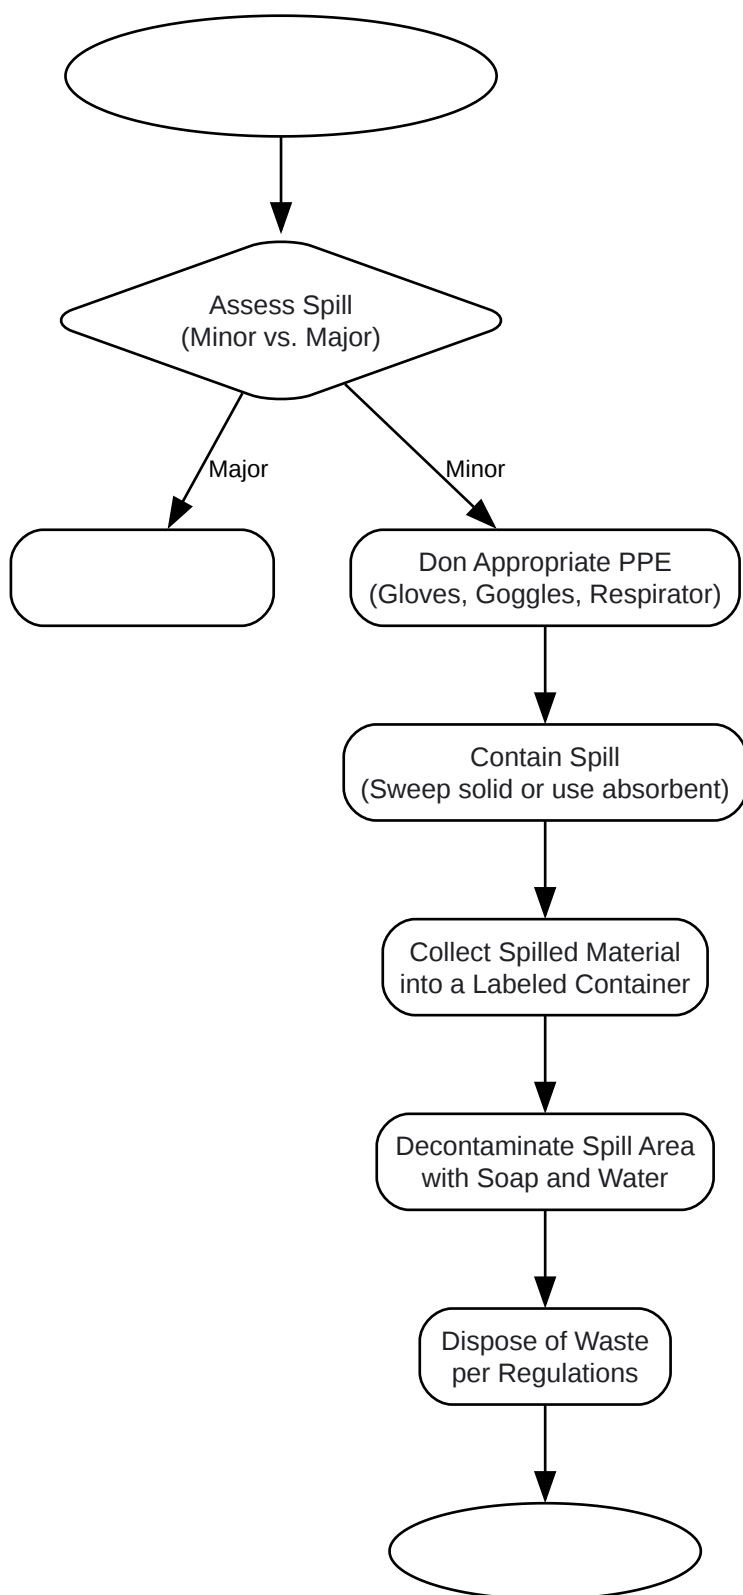 Assess Spill
(Minor vs. Major)
Major
Minor
Don Appropriate PPE
(Gloves, Goggles, Respirator)
Contain Spill
(Sweep solid or use absorbent)
Collect Spilled Material
into a Labeled Container
Decontaminate Spill Area
with Soap and Water
Dispose of Waste
per Regulations